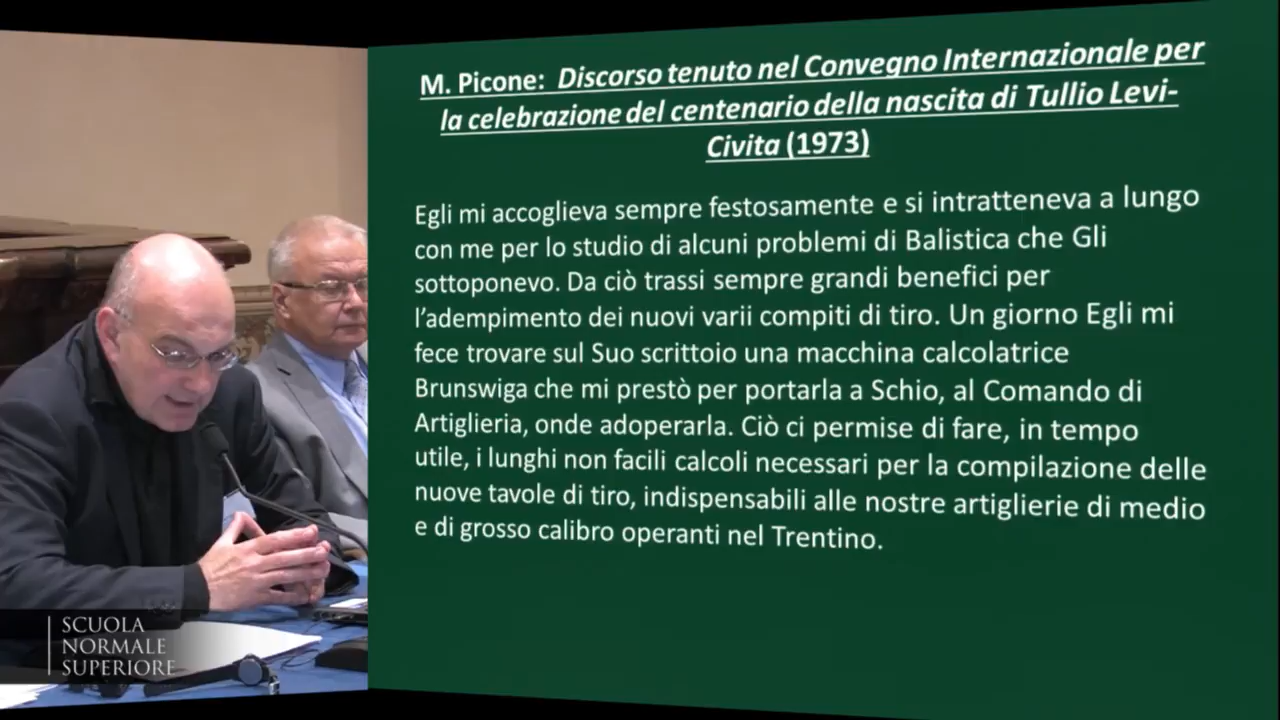 M. Picone: Discorso tenuto nel Convegno Internazionale per
la celebrazione del centenario della nascita di Tullio Levi-
Civita (1973)
Egli mi accoglieva sempre festosamente e si intratteneva a lungo
con me per lo studio di alcuni problemi di Balistica che Gli
sottoponevo. Da ciò trassi sempre grandi benefici per
l'adempimento dei nuovi varii compiti di tiro. Un giorno Egli mi
fece trovare sul Suo scrittoio una macchina calcolatrice
Brunswiga che mi prestò per portarla a Schio, al Comando di
Artiglieria, onde adoperarla. Ciò ci permise di fare, in tempo
utile, i lunghi non facili calcoli necessari per la compilazione delle
nuove tavole di tiro, indispensabili alle nostre artiglierie di medio
e di grosso calibro operanti nel Trentino.
SCUOLA
NORMALE
SUPERIORE